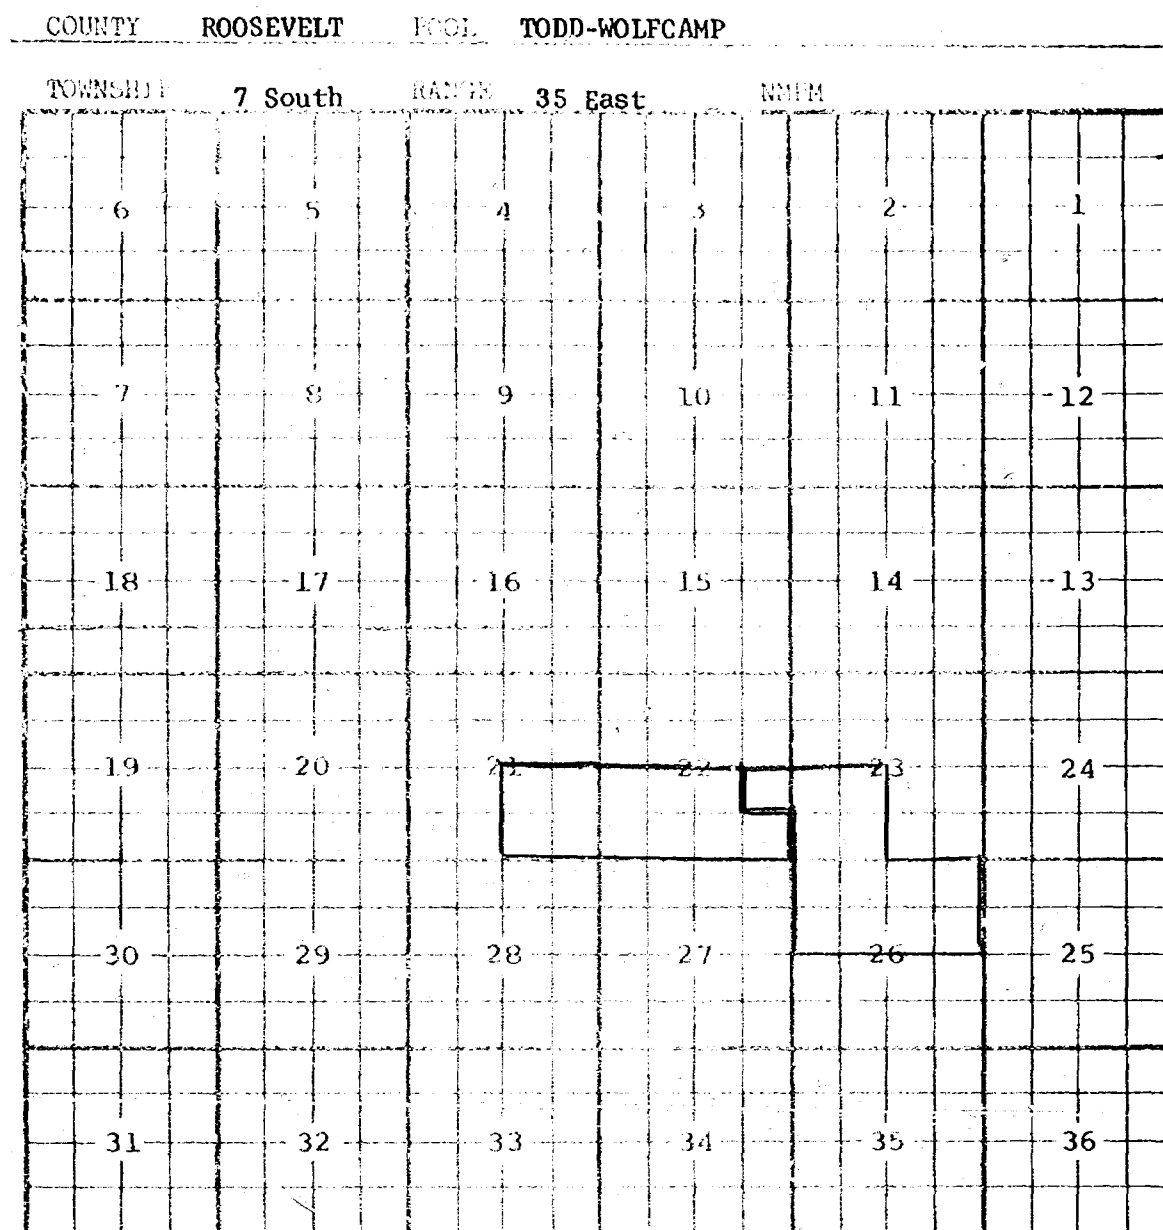 COUNTY ROOSEVELT POOL TODD-WOLFCAMP
TOWNSHIP 7 South RANGE 35 East NMPM
6 5 4 3 2 1
7 8 9 10 11 12
18 17 16 15 14 13
19 20 21 22 23 24
30 29 28 27 26 25
31 32 33 34 35 36